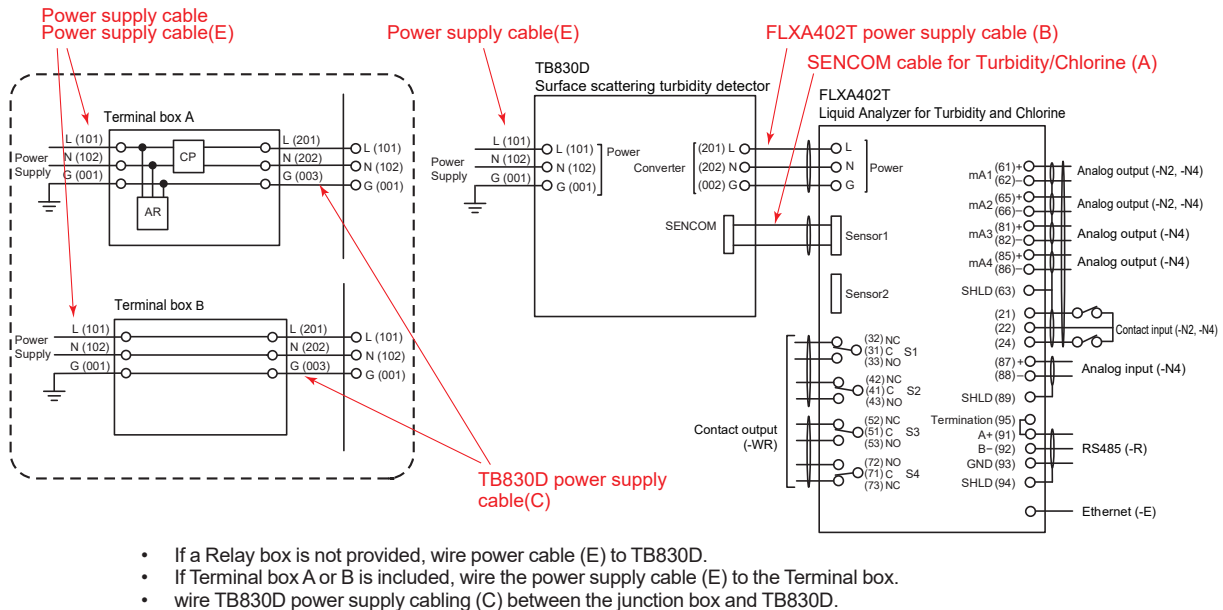 Power supply cable
Power supply cable(E)
Power supply cable(E)
FLXA402T power supply cable (B)
SENCOM cable for Turbidity/Chlorine (A)
Terminal box A
L (101)
N (102)
G (001)
Power
Supply
CP
AR
L (201)
N (202)
G (003)
L (101)
N (102)
G (001)
Terminal box B
L (101)
N (102)
G (001)
Power
Supply
L (201)
N (202)
G (003)
L (101)
N (102)
G (001)
TB830D power supply
cable(C)
TB830D
Surface scattering turbidity detector
L (101)
N (102)
G (001)
Power
Supply
L (101)
N (102)
G (001)
Power
Converter
(201) L
(202) N
(002) G
SENCOM
FLXA402T
Liquid Analyzer for Turbidity and Chlorine
L
N
G
Power
Sensor1
Sensor2
Contact output
(-WR)
(32) NC
(31) C S1
(33) NO
(42) NC
(41) C S2
(43) NO
(52) NC
(51) C S3
(53) NO
(72) NO
(71) C S4
(73) NC
mA1 (61)+
(62)−
Analog output (-N2, -N4)
mA2 (65)+
(66)−
Analog output (-N2, -N4)
mA3 (81)+
(82)−
Analog output (-N4)
mA4 (85)+
(86)−
Analog output (-N4)
SHLD (63)
(21)
(22)
(24)
Contact input (-N2, -N4)
(87)+
(88)−
Analog input (-N4)
SHLD (89)
Termination (95)
A+ (91)
B− (92)
GND (93)
SHLD (94)
RS485 (-R)
Ethernet (-E)
• If a Relay box is not provided, wire power cable (E) to TB830D.
• If Terminal box A or B is included, wire the power supply cable (E) to the Terminal box.
• wire TB830D power supply cabling (C) between the junction box and TB830D.